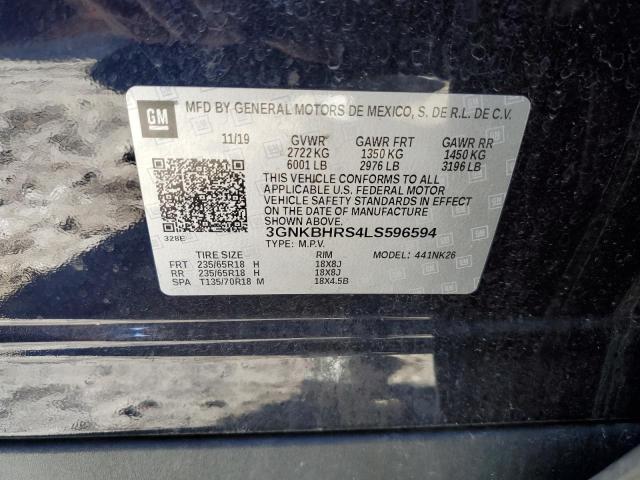 GM MFD BY GENERAL MOTORS DE MEXICO, S. DE R.L. DE C.V.
11/19 GVWR GAWR FRT GAWR RR
2722 KG 1350 KG 1450 KG
6001 LB 2976 LB 3196 LB
THIS VEHICLE CONFORMS TO ALL
APPLICABLE U.S. FEDERAL MOTOR
VEHICLE SAFETY STANDARDS IN EFFECT
ON THE DATE OF MANUFACTURE
SHOWN ABOVE.
328E 3GNKBHRS4LS596594
TYPE: M.P.V.
TIRE SIZE RIM MODEL: 441NK26
FRT 235/65R18 H 18X8J
RR 235/65R18 H 18X8J
SPA T135/70R18 M 18X4.5B